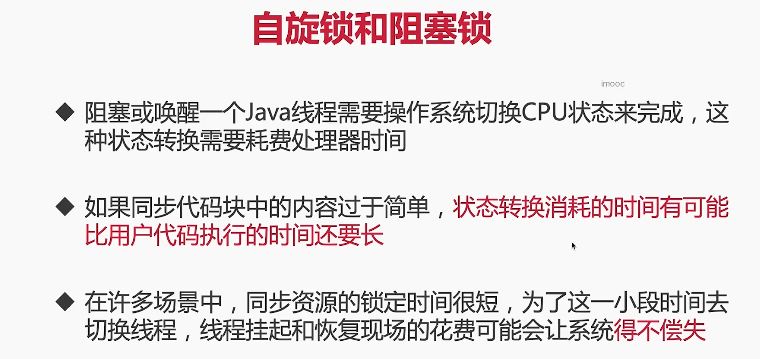 自旋锁和阻塞锁
imooc
◆ 阻塞或唤醒一个Java线程需要操作系统切换CPU状态来完成，这
种状态转换需要耗费处理器时间
◆ 如果同步代码块中的内容过于简单，状态转换消耗的时间有可能
比用户代码执行的时间还要长
◆ 在许多场景中，同步资源的锁定时间很短，为了这一小段时间去
切换线程，线程挂起和恢复现场的花费可能会让系统得不偿失